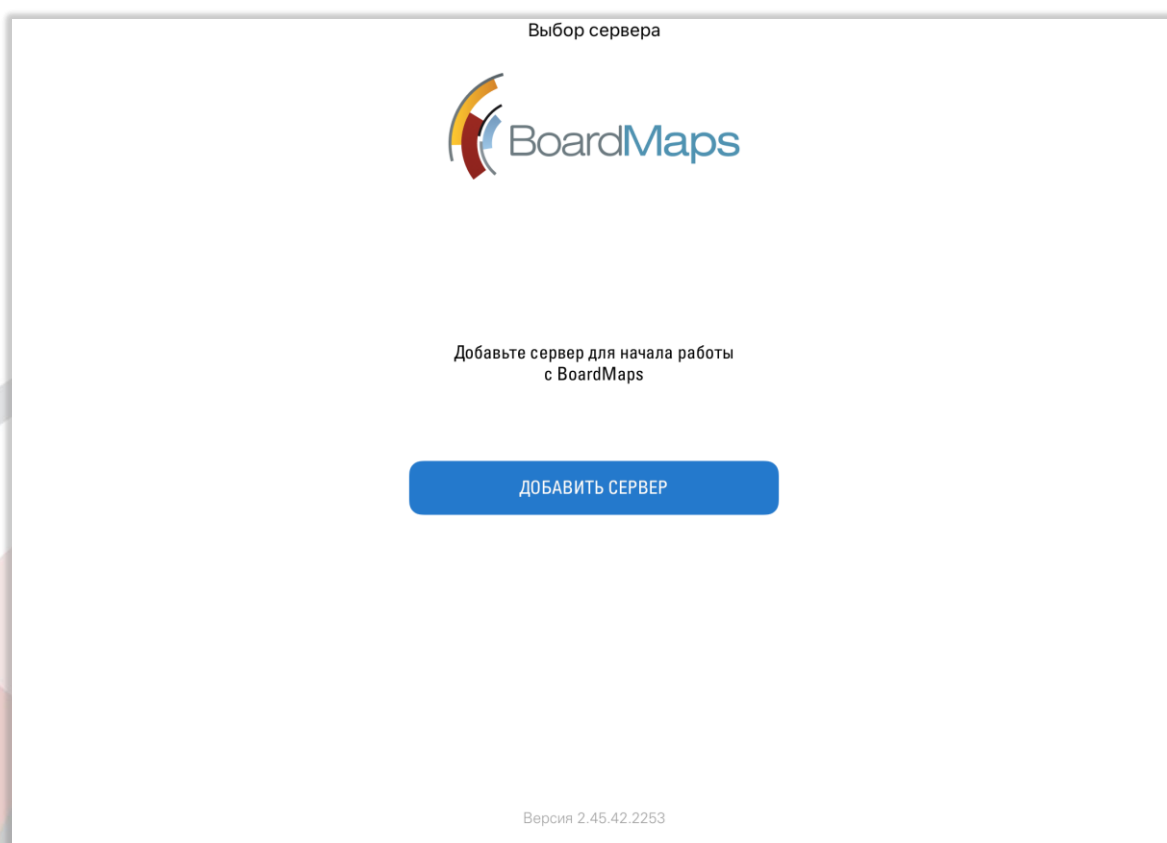 Выбор сервера
BoardMaps
Добавьте сервер для начала работы
с BoardMaps
ДОБАВИТЬ СЕРВЕР
Версия 2.45.42.2253